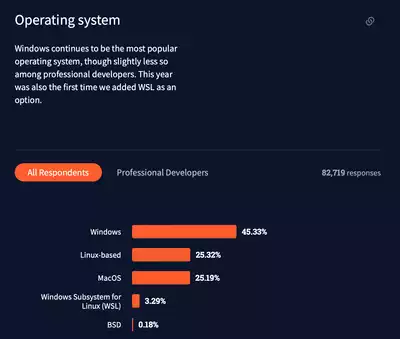 Operating system
Windows continues to be the most popular
operating system, though slightly less so
among professional developers. This year
was also the first time we added WSL as an
option.
All Respondents Professional Developers 82,719 responses
Windows 45.33%
Linux-based 25.32%
MacOS 25.19%
Windows Subsystem for
Linux (WSL) 3.29%
BSD 0.18%